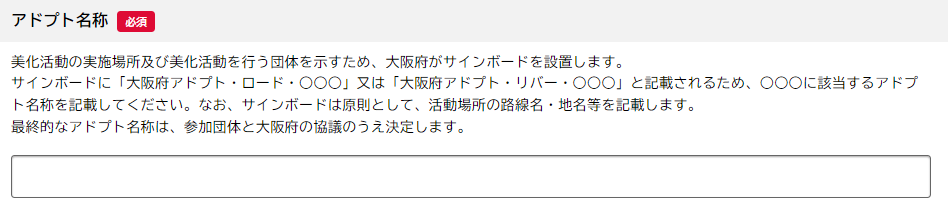 アドプト名称 必須
美化活動の実施場所及び美化活動を行う団体を示すため、大阪府がサインボードを設置します。
サインボードに「大阪府アドプト・ロード・〇〇〇」又は「大阪府アドプト・リバー・〇〇〇」と記載されるため、〇〇〇に該当するアドプ
ト名称を記載してください。なお、サインボードは原則として、活動場所の路線名・地名等を記載します。
最終的なアドプト名称は、参加団体と大阪府の協議のうえ決定します。